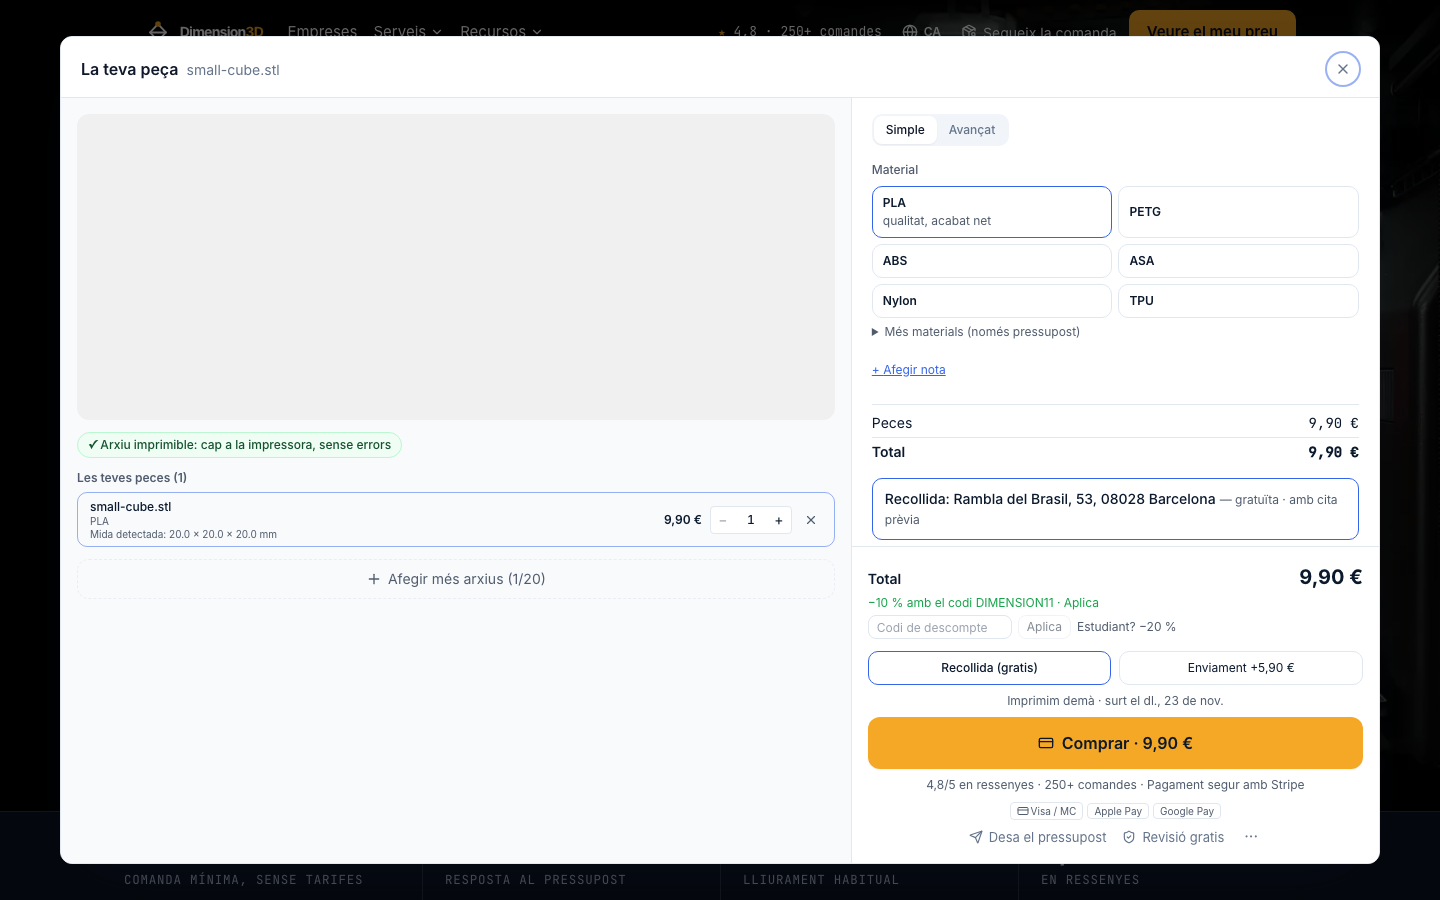 Dimension3D Empreses Serveis Recursos ★ 4,8 · 250+ comandes CA Segueix la comanda Veure el meu preu
La teva peça small-cube.stl
Simple Avançat
Material
PLA
qualitat, acabat net
PETG
ABS
ASA
Nylon
TPU
▶ Més materials (només pressupost)
+ Afegir nota
Peces 9,90 €
Total 9,90 €
Recollida: Rambla del Brasil, 53, 08028 Barcelona — gratuïta · amb cita
prèvia
✓ Arxiu imprimible: cap a la impressora, sense errors
Les teves peces (1)
small-cube.stl
PLA
Mida detectada: 20.0 × 20.0 × 20.0 mm
9,90 € − 1 +
+ Afegir més arxius (1/20)
Total 9,90 €
−10 % amb el codi DIMENSION11 · Aplica
Codi de descompte Aplica Estudiant? −20 %
Recollida (gratis) Enviament +5,90 €
Imprimim demà · surt el dl., 23 de nov.
Comprar · 9,90 €
4,8/5 en ressenyes · 250+ comandes · Pagament segur amb Stripe
Visa / MC Apple Pay Google Pay
Desa el pressupost Revisió gratis ···
COMANDA MÍNIMA, SENSE TARIFES RESPOSTA AL PRESSUPOST LLIURAMENT HABITUAL EN RESSENYES